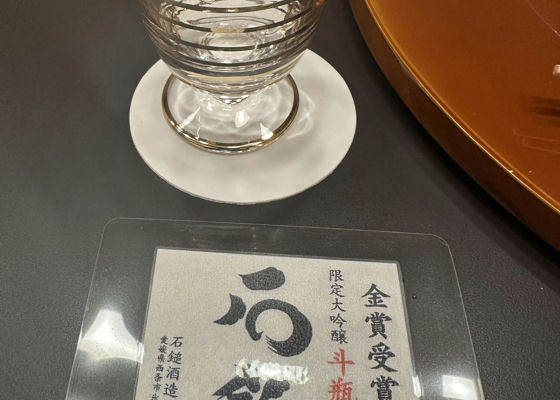 金賞受賞
限定大吟醸
斗瓶
石
石鎚酒造
愛媛県西条市氷